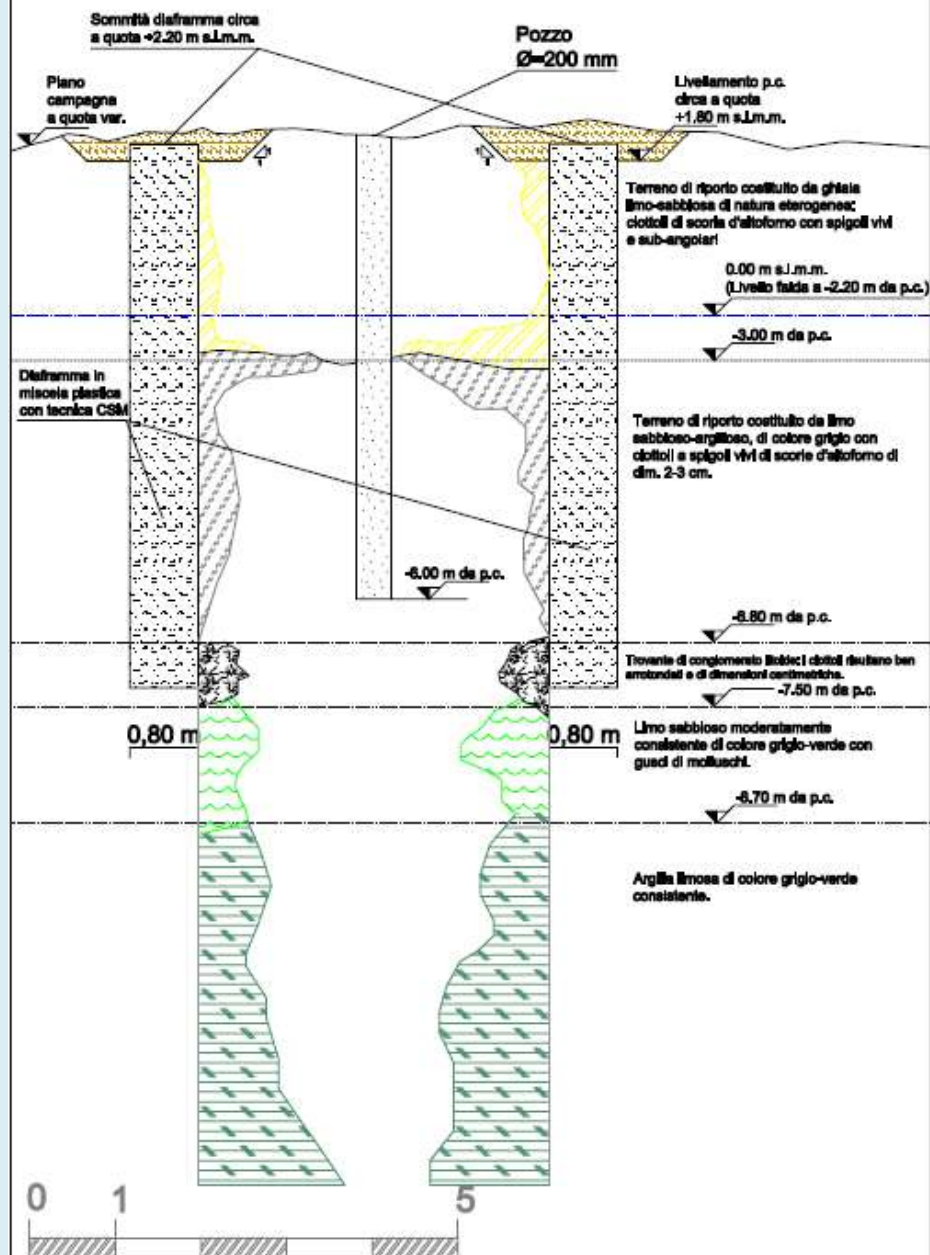 Sommità diaframma circa
a quota +2.20 m s.l.m.m.
Pozzo
Ø=200 mm
Piano
campagna
a quota var.
Livellamento p.c.
circa a quota
+1.80 m s.l.m.m.
Terreno di riporto costituito da ghiaia
limo-sabbiosa di natura eterogenea;
ciottoli di scorie d'altoforno con spigoli vivi
e sub-angolari
0.00 m s.l.m.m.
(Livello falda a -2.20 m da p.c.)
-3.00 m da p.c.
Diaframma in
miscela plastica
con tecnica CSM
Terreno di riporto costituito da limo
sabbioso-argilloso, di colore grigio con
ciottoli a spigoli vivi di scorie d'altoforno di
dim. 2-3 cm.
-6.00 m da p.c.
-6.80 m da p.c.
Trovante di conglomerato litoide; i ciottoli risultano ben
arrotondati e di dimensioni centimetriche.
-7.50 m da p.c.
0,80 m
0,80 m
Limo sabbioso moderatamente
consistente di colore grigio-verde con
gusci di molluschi.
m da p.c.
Argilla limosa di colore grigio-verde
consistente.
0 1 5